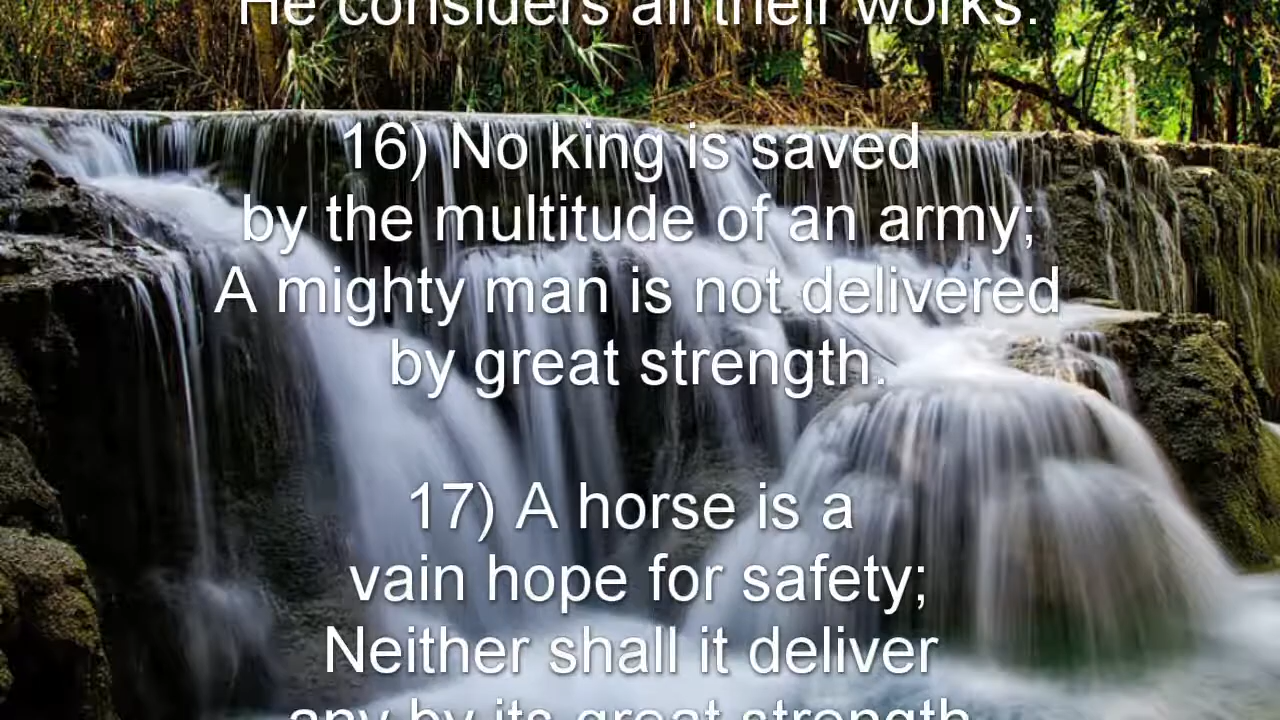 He considers all their works.
16) No king is saved
by the multitude of an army;
A mighty man is not delivered
by great strength.
17) A horse is a
vain hope for safety;
Neither shall it deliver
any by its great strength